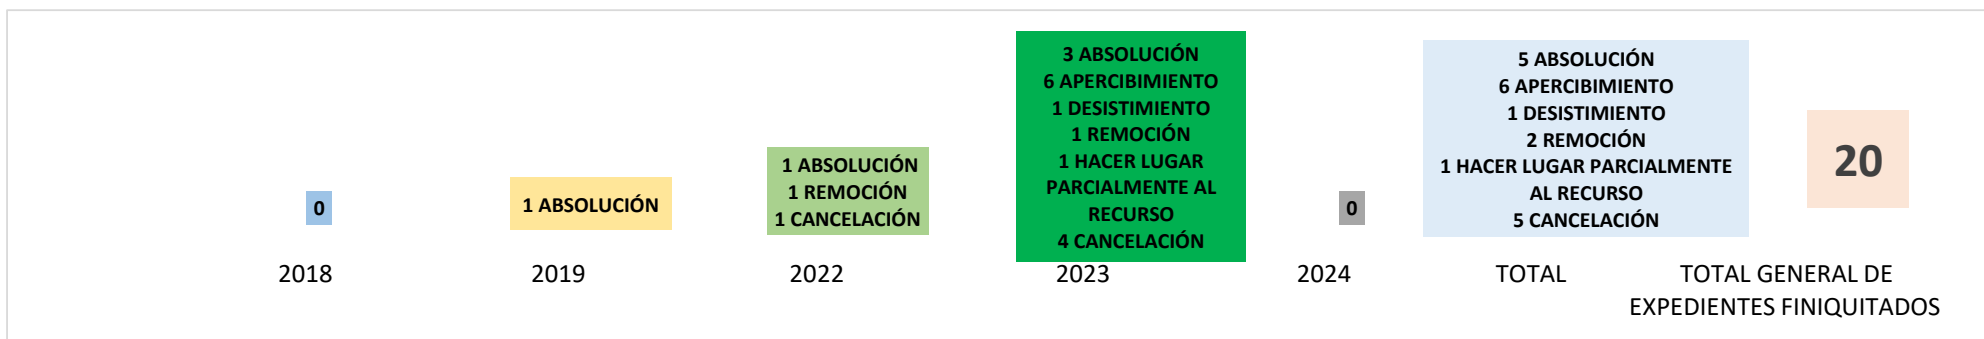 0
1 ABSOLUCIÓN
1 ABSOLUCIÓN
1 REMOCIÓN
1 CANCELACIÓN
3 ABSOLUCIÓN
6 APERCIBIMIENTO
1 DESISTIMIENTO
1 REMOCIÓN
1 HACER LUGAR
PARCIALMENTE AL
RECURSO
4 CANCELACIÓN
0
5 ABSOLUCIÓN
6 APERCIBIMIENTO
1 DESISTIMIENTO
2 REMOCIÓN
1 HACER LUGAR PARCIALMENTE
AL RECURSO
5 CANCELACIÓN
20
2018
2019
2022
2023
2024
TOTAL
TOTAL GENERAL DE
EXPEDIENTES FINIQUITADOS